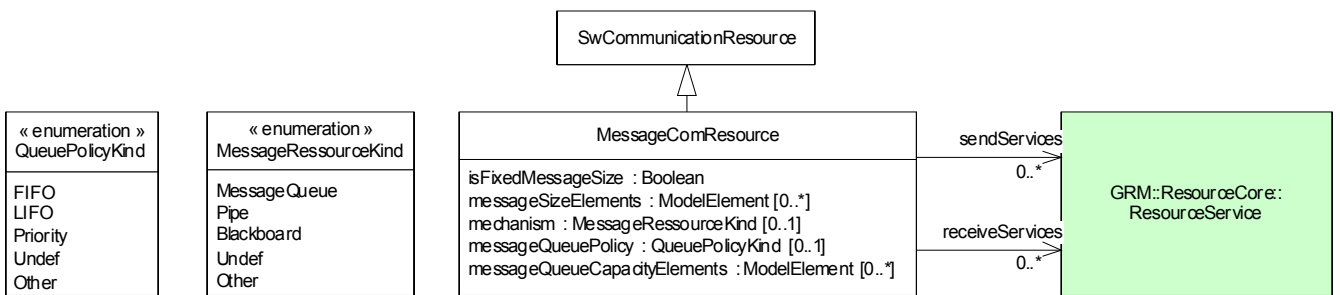 SwCommunicationResource
« enumeration »
QueuePolicyKind
FIFO
LIFO
Priority
Undef
Other
« enumeration »
MessageRessourceKind
MessageQueue
Pipe
Blackboard
Undef
Other
MessageComResource
isFixedMessageSize : Boolean
messageSizeElements : ModelElement [0..*]
mechanism : MessageRessourceKind [0..1]
messageQueuePolicy : QueuePolicyKind [0..1]
messageQueueCapacityElements : ModelElement [0..*]
sendServices
0..*
receiveServices
0..*
GRM::ResourceCore::
ResourceService